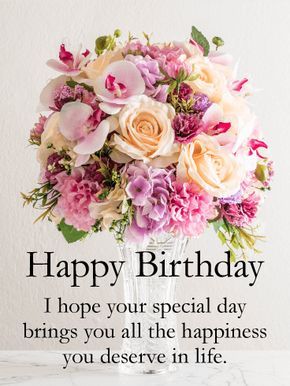 Happy Birthday
I hope your special day
brings you all the happiness
you deserve in life.